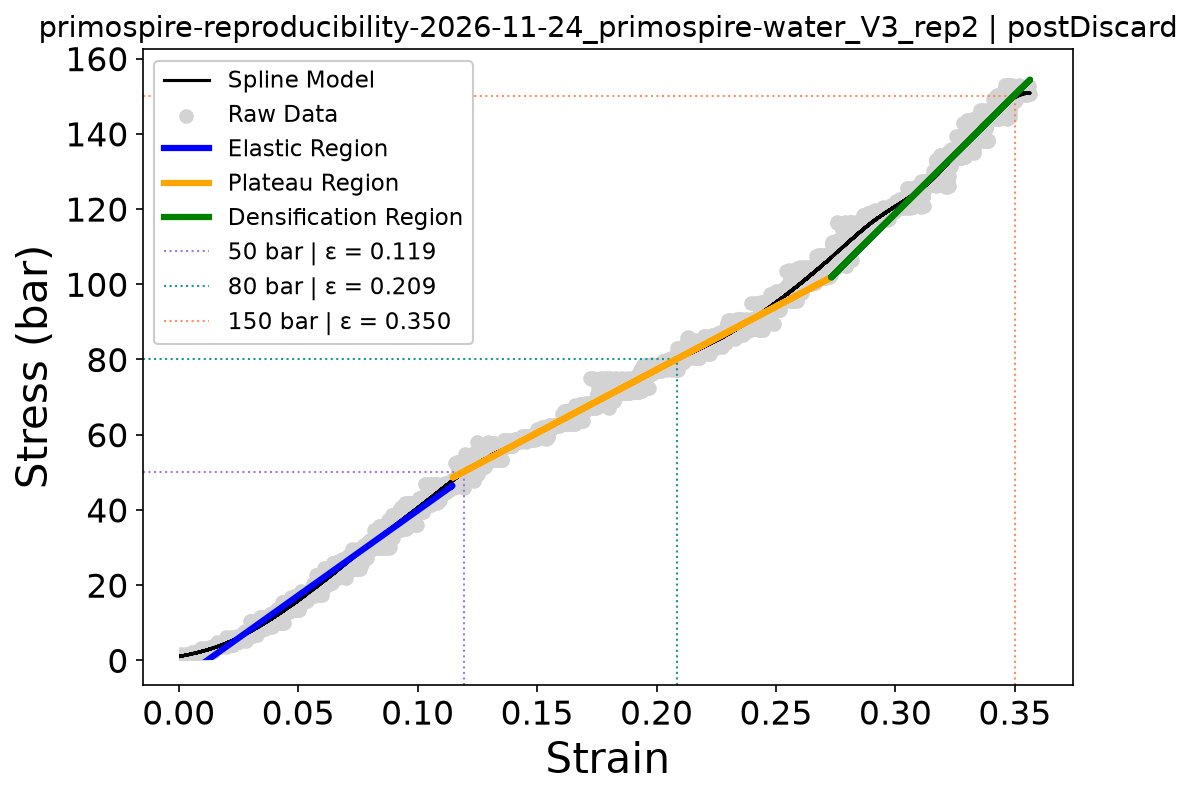 primospire-reproducibility-2026-11-24_primospire-water_V3_rep2 | postDiscard
Spline Model
Raw Data
Elastic Region
Plateau Region
Densification Region
50 bar | ε = 0.119
80 bar | ε = 0.209
150 bar | ε = 0.350
Stress (bar)
160
140
120
100
80
60
40
20
0
0.00 0.05 0.10 0.15 0.20 0.25 0.30 0.35
Strain